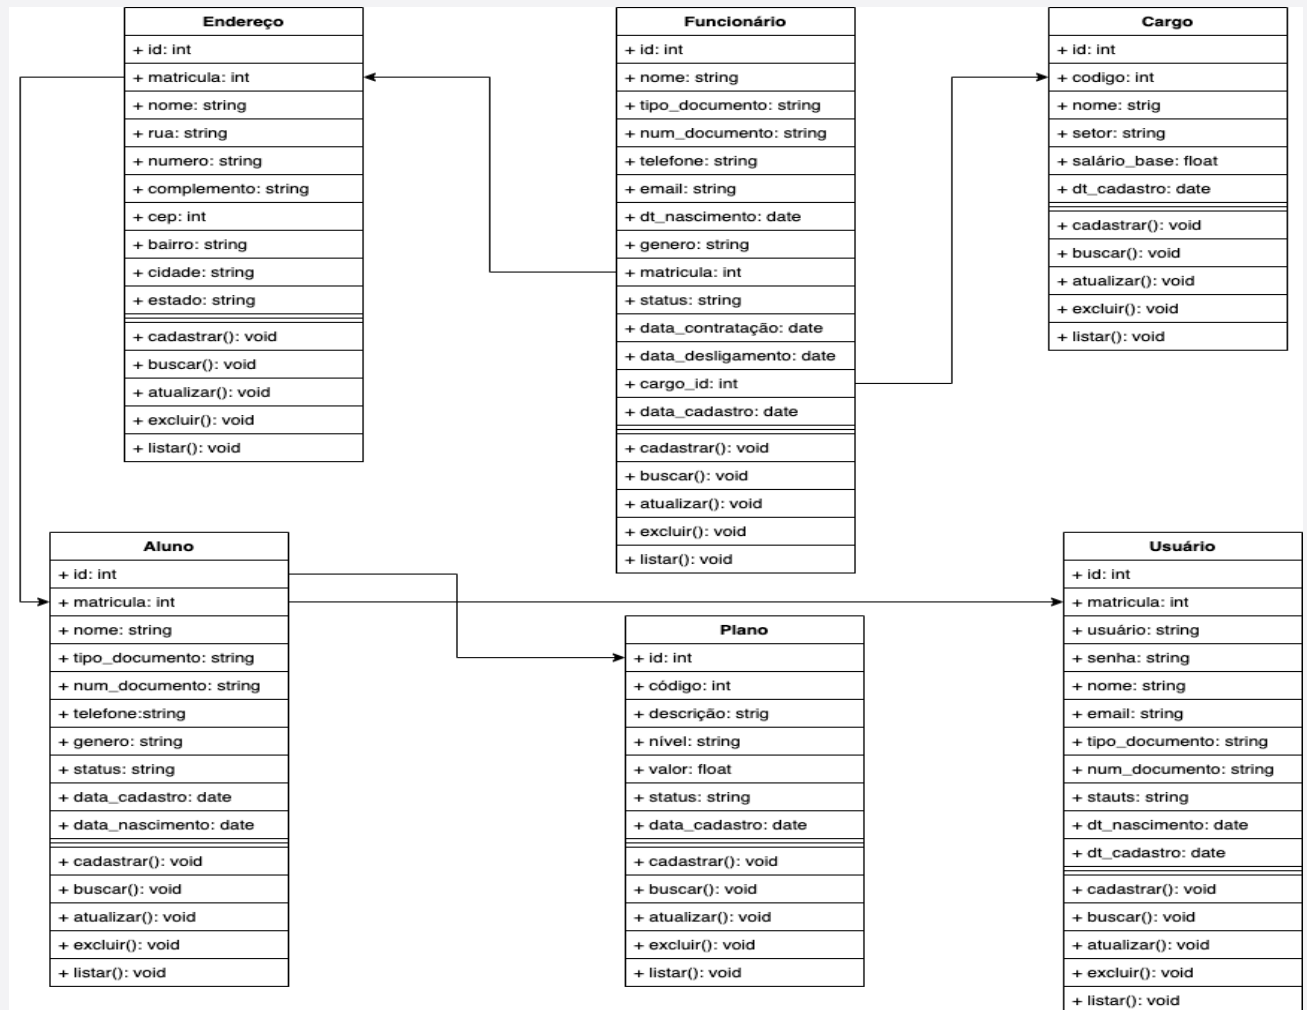 Endereço
+ id: int
+ matricula: int
+ nome: string
+ rua: string
+ numero: string
+ complemento: string
+ cep: int
+ bairro: string
+ cidade: string
+ estado: string
+ cadastrar(): void
+ buscar(): void
+ atualizar(): void
+ excluir(): void
+ listar(): void
Funcionário
+ id: int
+ nome: string
+ tipo_documento: string
+ num_documento: string
+ telefone: string
+ email: string
+ dt_nascimento: date
+ genero: string
+ matricula: int
+ status: string
+ data_contratação: date
+ data_desligamento: date
+ cargo_id: int
+ data_cadastro: date
+ cadastrar(): void
+ buscar(): void
+ atualizar(): void
+ excluir(): void
+ listar(): void
Cargo
+ id: int
+ codigo: int
+ nome: strig
+ setor: string
+ salário_base: float
+ dt_cadastro: date
+ cadastrar(): void
+ buscar(): void
+ atualizar(): void
+ excluir(): void
+ listar(): void
Aluno
+ id: int
+ matricula: int
+ nome: string
+ tipo_documento: string
+ num_documento: string
+ telefone:string
+ genero: string
+ status: string
+ data_cadastro: date
+ data_nascimento: date
+ cadastrar(): void
+ buscar(): void
+ atualizar(): void
+ excluir(): void
+ listar(): void
Plano
+ id: int
+ código: int
+ descrição: strig
+ nível: string
+ valor: float
+ status: string
+ data_cadastro: date
+ cadastrar(): void
+ buscar(): void
+ atualizar(): void
+ excluir(): void
+ listar(): void
Usuário
+ id: int
+ matricula: int
+ usuário: string
+ senha: string
+ nome: string
+ email: string
+ tipo_documento: string
+ num_documento: string
+ stauts: string
+ dt_nascimento: date
+ dt_cadastro: date
+ cadastrar(): void
+ buscar(): void
+ atualizar(): void
+ excluir(): void
+ listar(): void